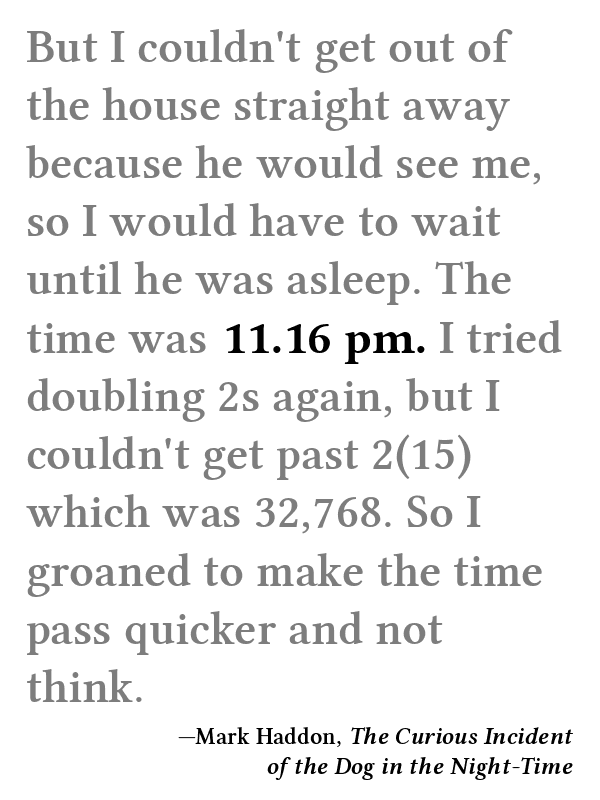 But I couldn't get out of
the house straight away
because he would see me,
so I would have to wait
until he was asleep. The
time was 11.16 pm. I tried
doubling 2s again, but I
couldn't get past 2(15)
which was 32,768. So I
groaned to make the time
pass quicker and not
think.
—Mark Haddon, The Curious Incident
of the Dog in the Night-Time